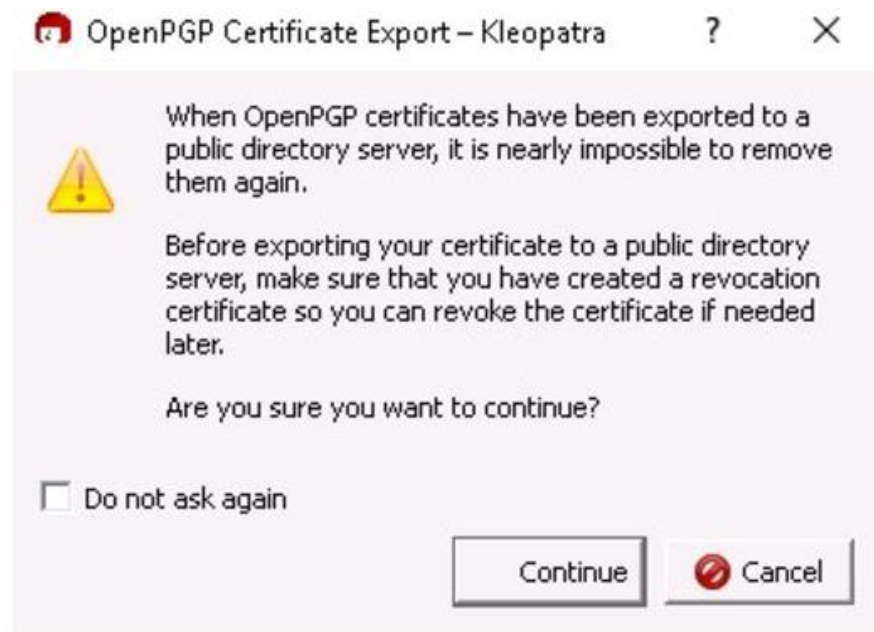 OpenPGP Certificate Export – Kleopatra ?
When OpenPGP certificates have been exported to a
public directory server, it is nearly impossible to remove
them again.
Before exporting your certificate to a public directory
server, make sure that you have created a revocation
certificate so you can revoke the certificate if needed
later.
Are you sure you want to continue?
Do not ask again
Continue Cancel